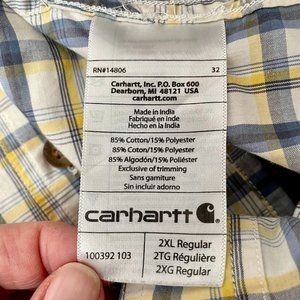 RN#14806 32
Carhartt, Inc. P.O. Box 600
Dearborn, MI 48121 USA
carhartt.com
Made in India
Fabriqué en Inde
Hecho en la India
85% Cotton/15% Polyester
85% Coton/15% Polyester
85% Algodón/15% Poliéster
Exclusive of trimming
Sans garniture
Sin incluir adorno
carhartt
2XL Regular
100392 103 2TG Régulière
2XG Regular